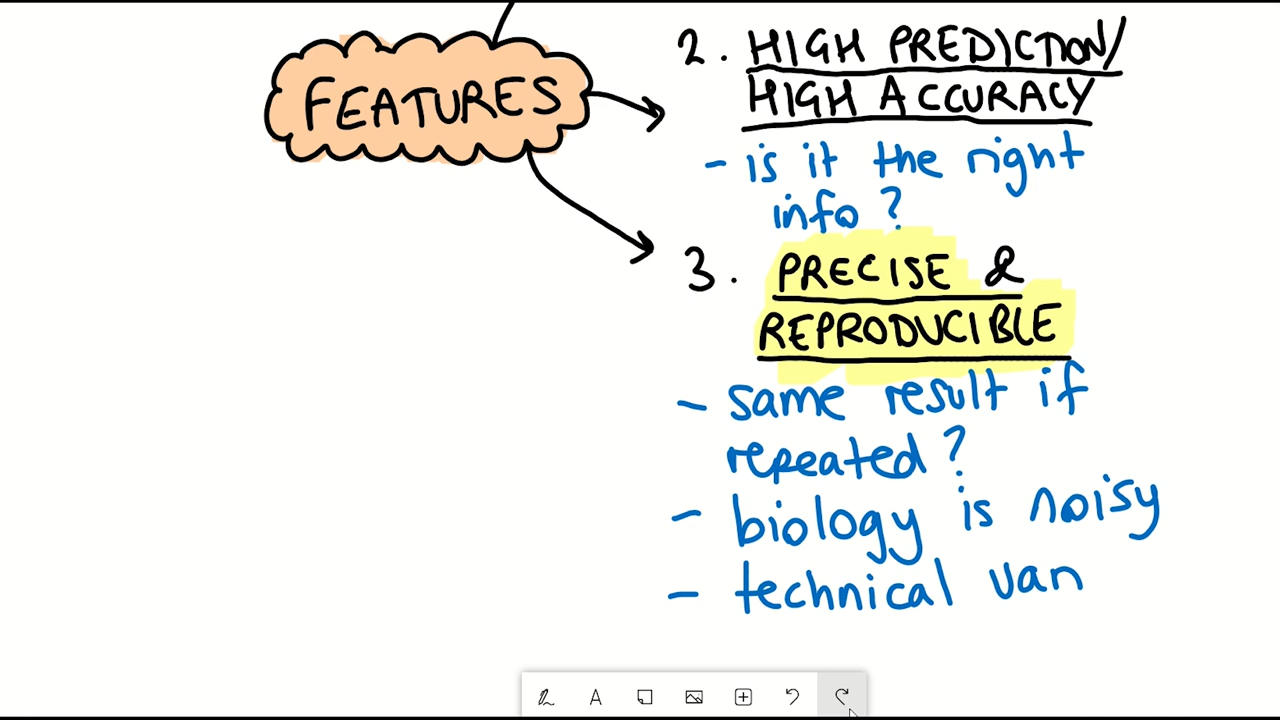 FEATURES
2. HIGH PREDICTION/
HIGH ACCURACY
- is it the right
info?
3. PRECISE &
REPRODUCIBLE
- same result if
repeated?
- biology is noisy
- technical van
A